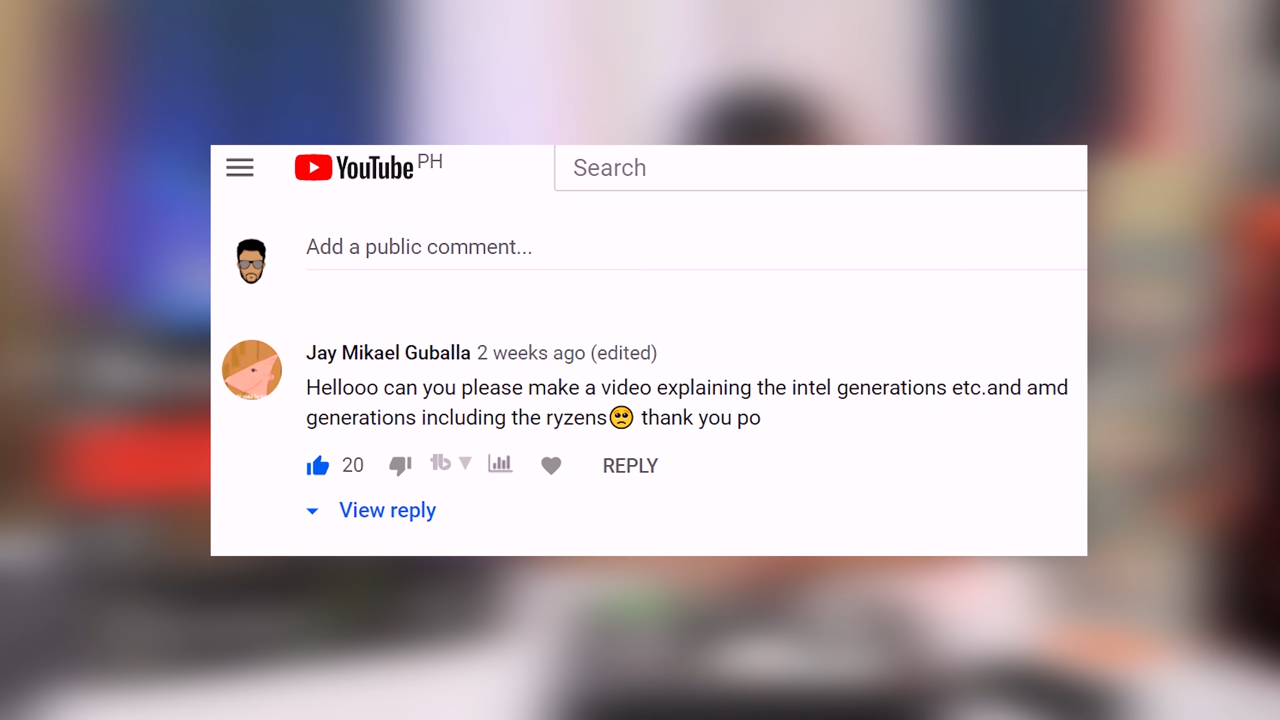 YouTube PH
Search
Add a public comment...
Jay Mikael Guballa 2 weeks ago (edited)
Hellooo can you please make a video explaining the intel generations etc.and amd
generations including the ryzens🥺 thank you po
20
REPLY
View reply